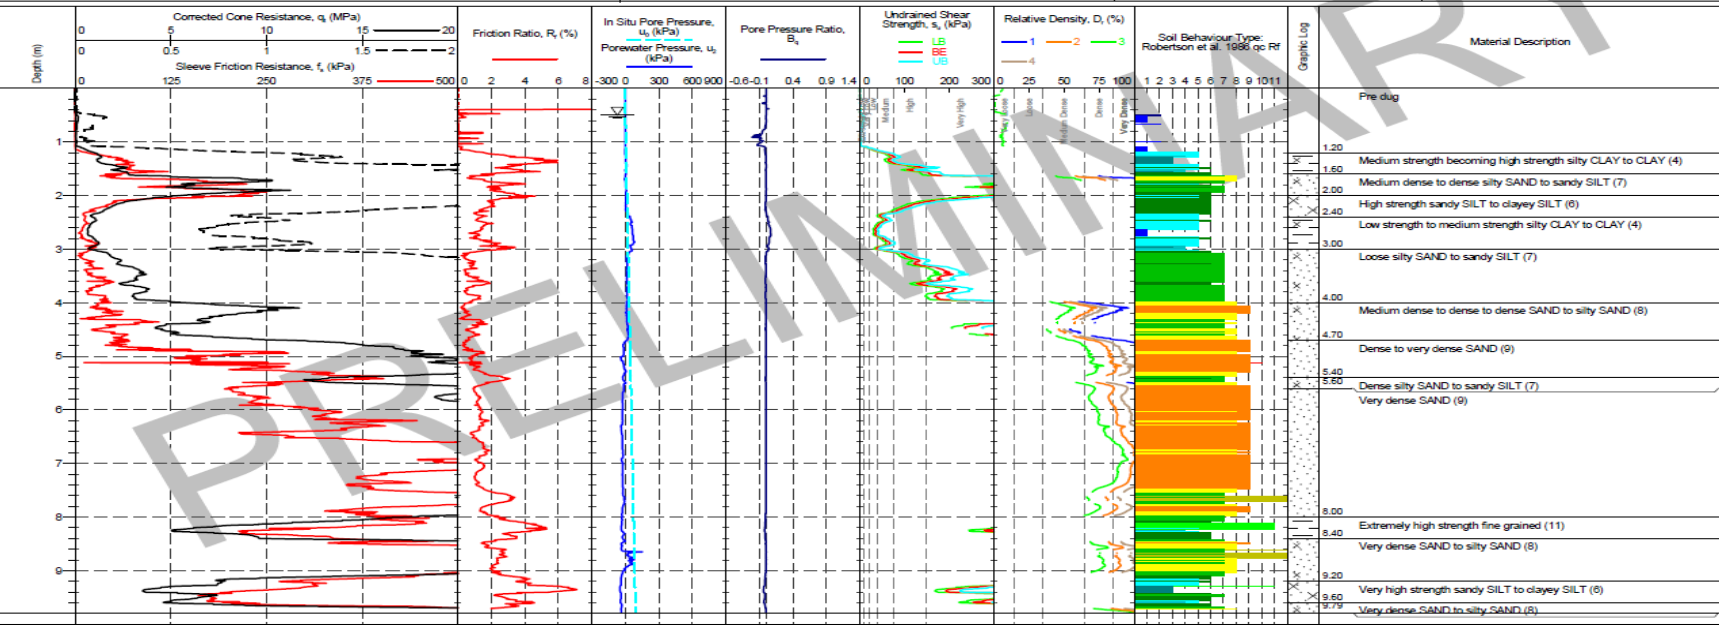 Corrected Cone Resistance, qt (MPa)
0 5 10 15 20
0 0.5 1 1.5 2
Sleeve Friction Resistance, fs (kPa)
0 125 250 375 500
Depth (m)
Friction Ratio, Rf (%)
0 2 4 6 8
In Situ Pore Pressure,
u0 (kPa)
Porewater Pressure, u2
(kPa)
-300 0 300 600 900
Pore Pressure Ratio,
Bq
-0.6 -0.1 0.4 0.9 1.4
Undrained Shear
Strength, su (kPa)
LB
BE
UB
0 100 200 300
Low
Medium
High
Very High
Relative Density, Dr (%)
1 2 3
4
0 25 50 75 100
Very Loose
Loose
Medium Dense
Dense
Very Dense
Soil Behaviour Type:
Robertson et al. 1986 qc Rf
1 2 3 4 5 6 7 8 9 10 11
Graphic Log
Material Description
Pre dug
1
1.20
Medium strength becoming high strength silty CLAY to CLAY (4)
1.60
Medium dense to dense silty SAND to sandy SILT (7)
2
2.00
High strength sandy SILT to clayey SILT (6)
2.40
Low strength to medium strength silty CLAY to CLAY (4)
3
3.00
Loose silty SAND to sandy SILT (7)
4
4.00
Medium dense to dense to dense SAND to silty SAND (8)
4.70
Dense to very dense SAND (9)
5
5.40
Dense silty SAND to sandy SILT (7)
5.60
Very dense SAND (9)
6
7
8
8.00
Extremely high strength fine grained (11)
8.40
Very dense SAND to silty SAND (8)
9
9.20
Very high strength sandy SILT to clayey SILT (6)
9.60
9.79
Very dense SAND to silty SAND (8)
PRELIMINARY